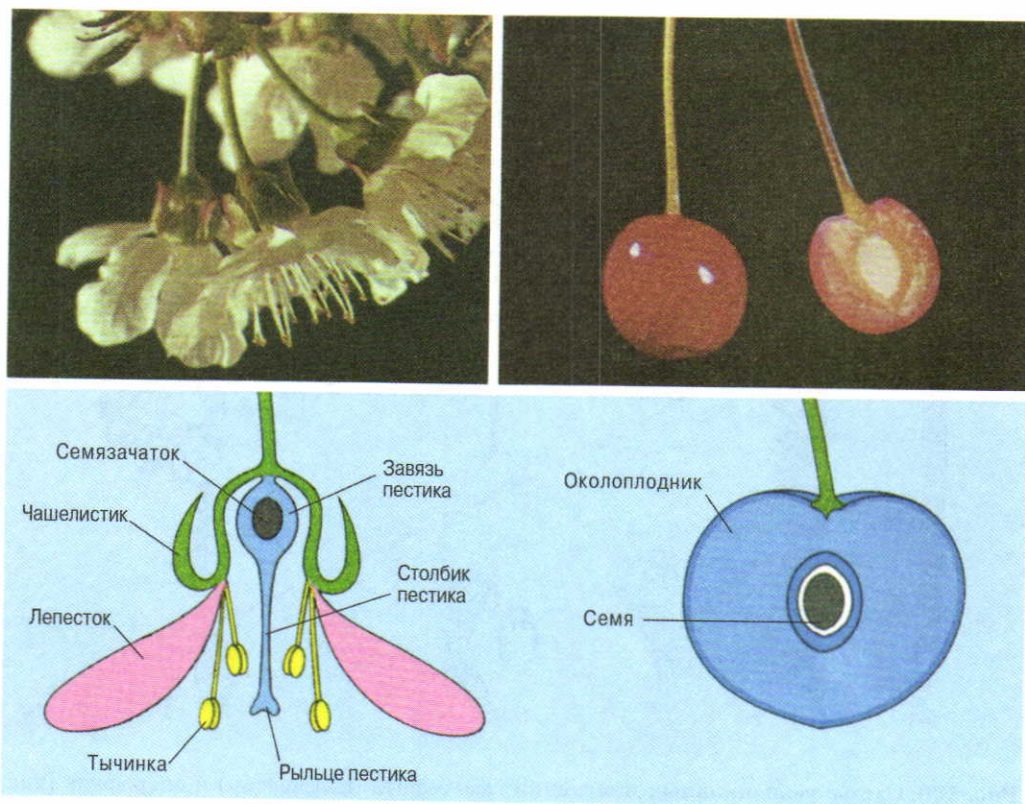 Семязачаток
Завязь
пестика
Чашелистик
Столбик
пестика
Лепесток
Тычинка
Рыльце пестика
Околоплодник
Семя